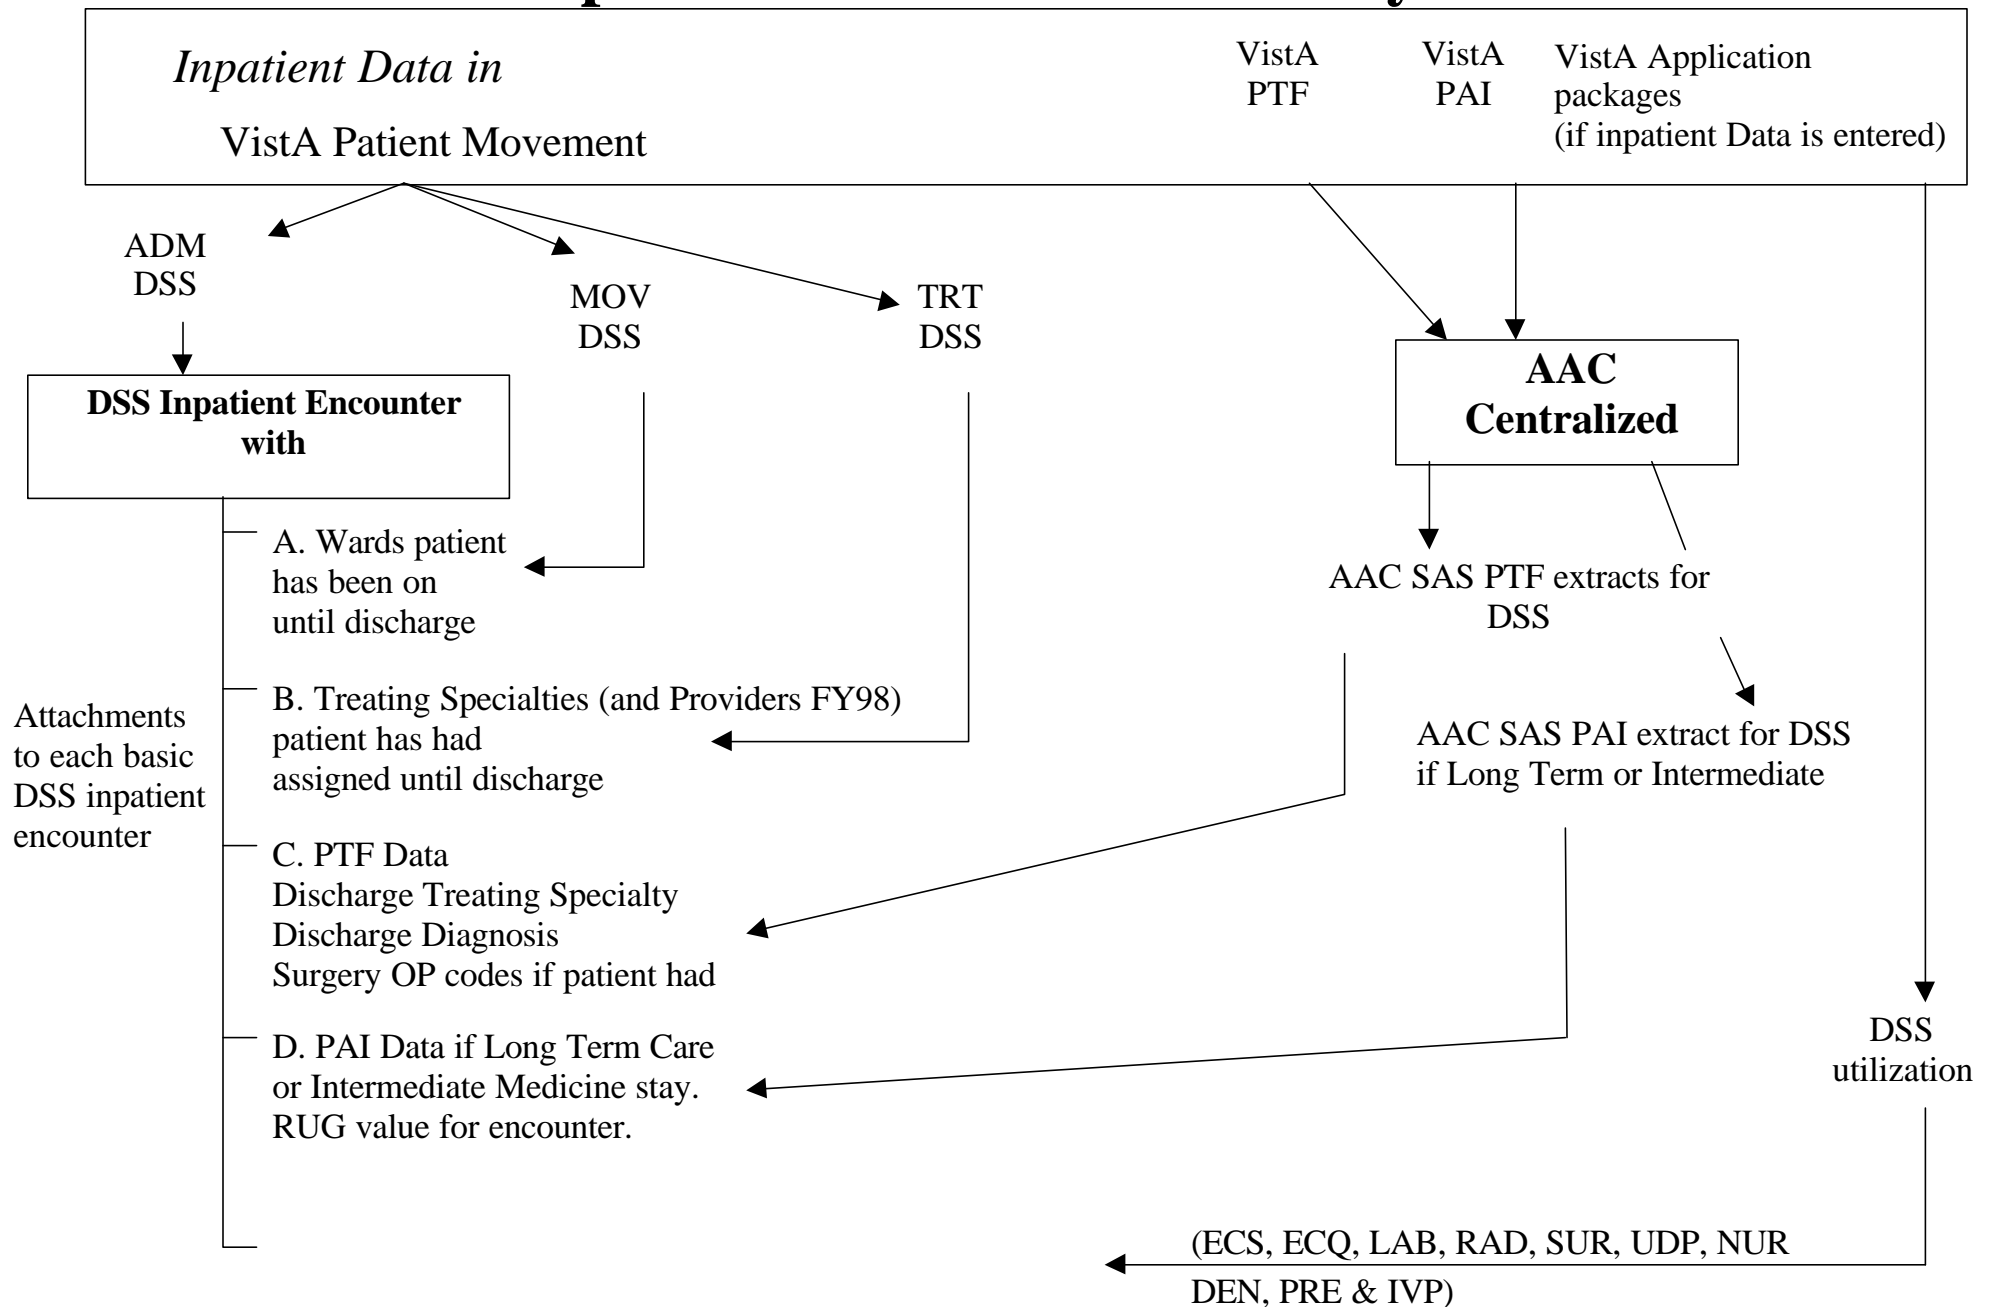 Inpatient Data in
VistA Patient Movement
VistA
PTF
VistA
PAI
VistA Application
packages
(if inpatient Data is entered)
ADM
DSS
MOV
DSS
TRT
DSS
AAC
Centralized
DSS Inpatient Encounter
with
A. Wards patient
has been on
until discharge
AAC SAS PTF extracts for
DSS
B. Treating Specialties (and Providers FY98)
patient has had
assigned until discharge
Attachments
to each basic
DSS inpatient
encounter
AAC SAS PAI extract for DSS
if Long Term or Intermediate
C. PTF Data
Discharge Treating Specialty
Discharge Diagnosis
Surgery OP codes if patient had
D. PAI Data if Long Term Care
or Intermediate Medicine stay.
RUG value for encounter.
DSS
utilization
(ECS, ECQ, LAB, RAD, SUR, UDP, NUR
DEN, PRE & IVP)